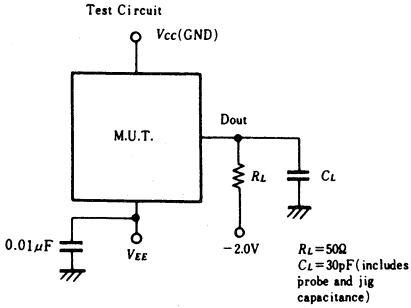 Test Circuit
Vcc(GND)
M.U.T.
Dout
RL
CL
0.01μF
VEE
−2.0V
RL=50Ω
CL=30pF(includes
probe and jig
capacitance)